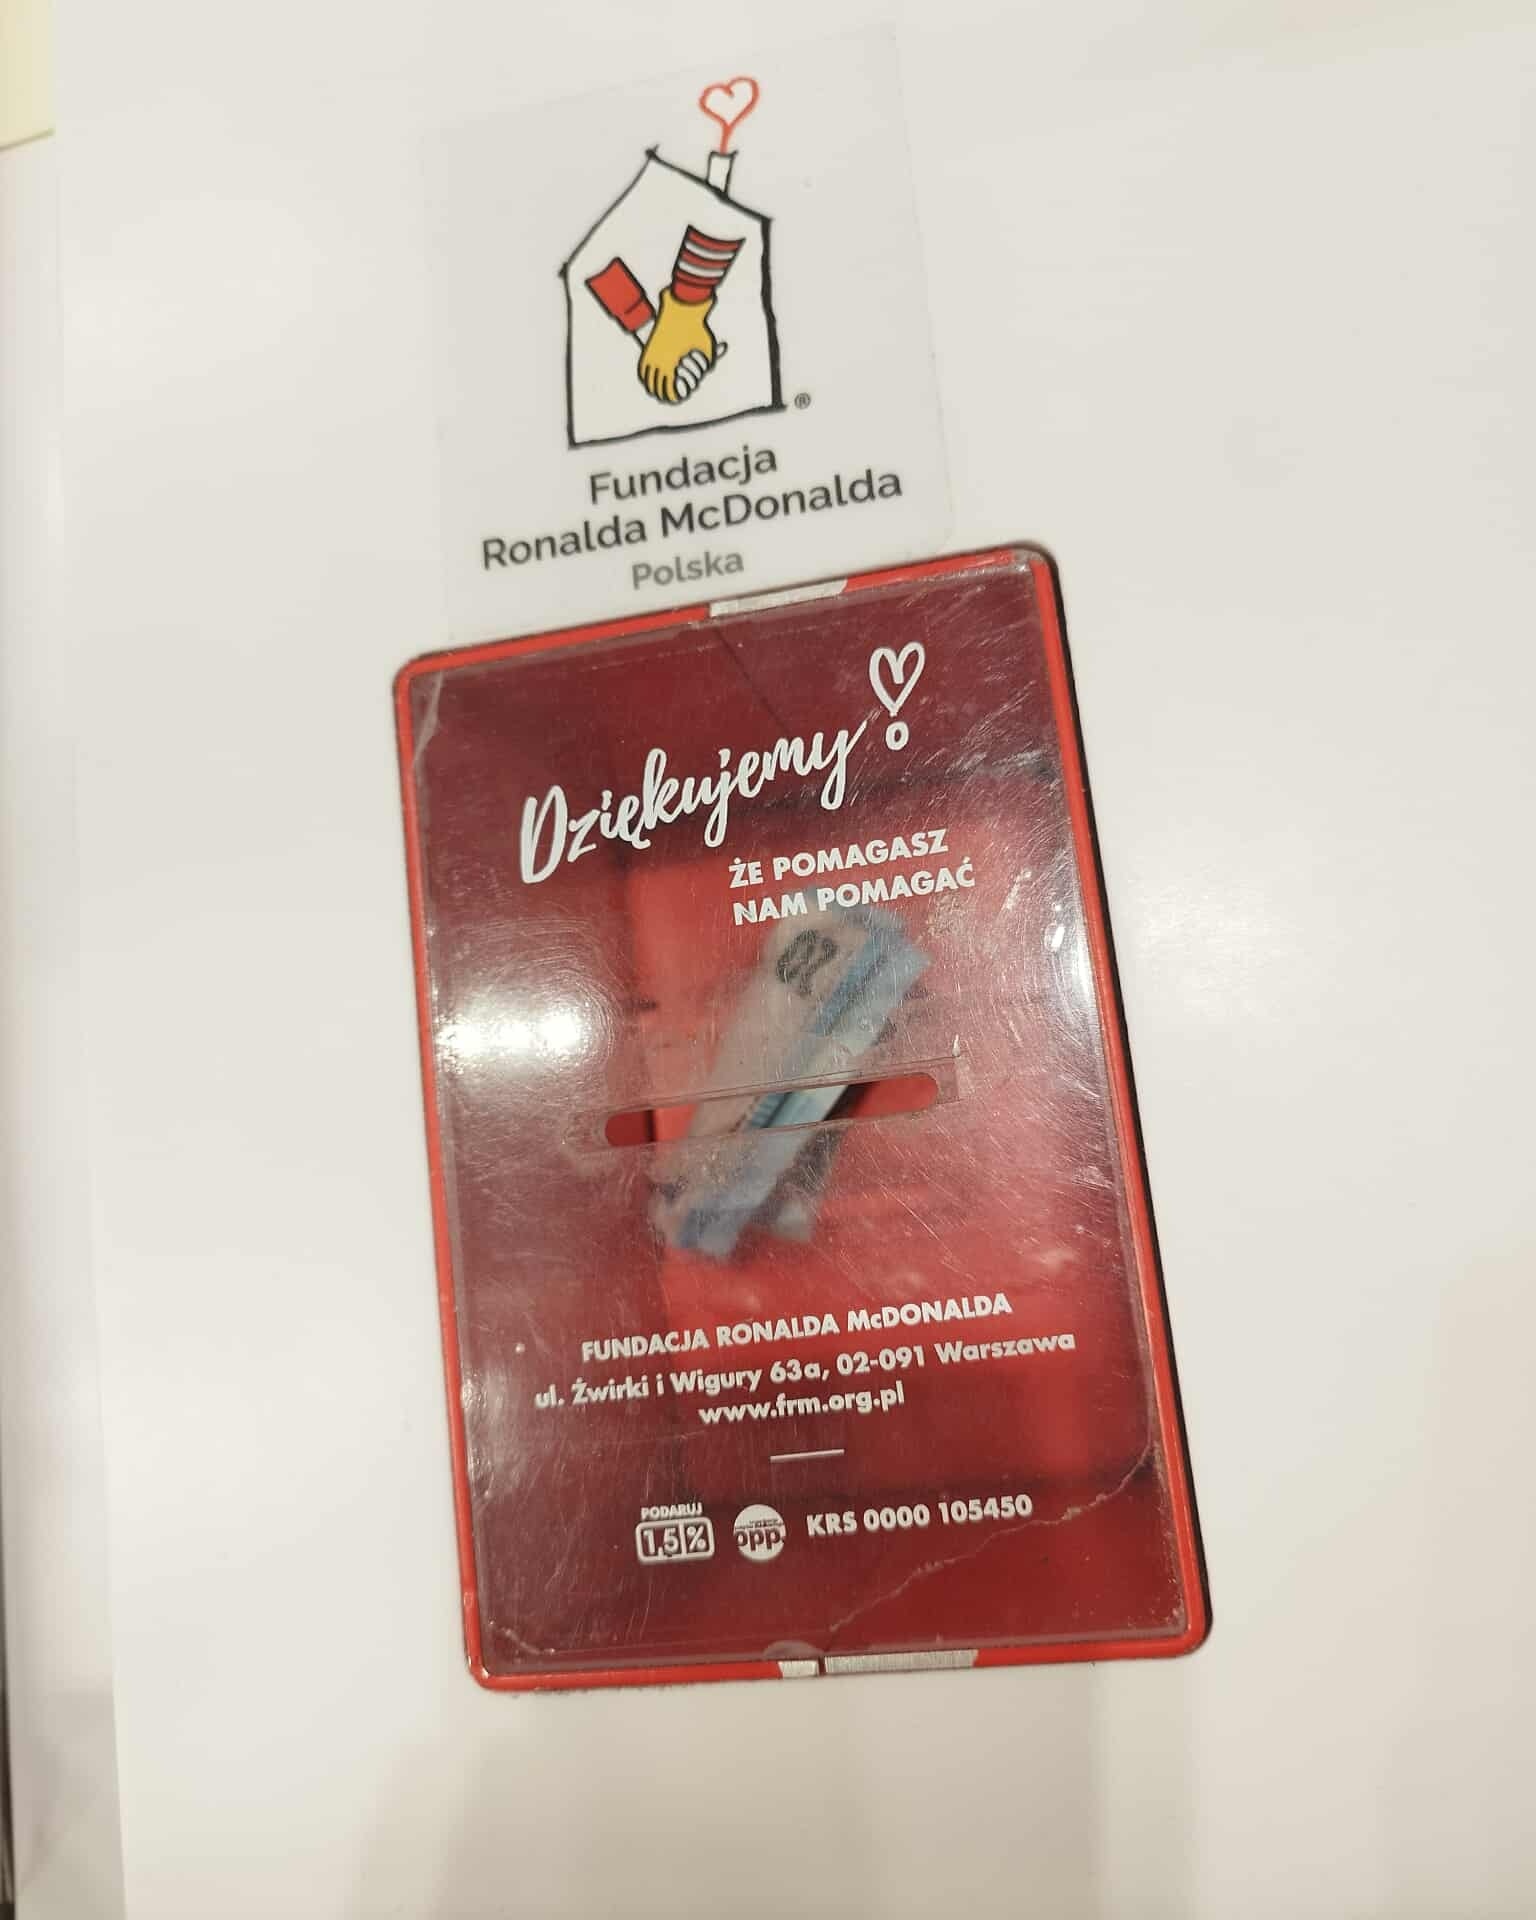 ®
Fundacja
Ronalda McDonalda
Polska
Dziękujemy
ŻE POMAGASZ
NAM POMAGAĆ
FUNDACJA RONALDA McDONALDA
ul. Żwirki i Wigury 63a, 02-091 Warszawa
www.frm.org.pl
PODARUJ
1,5%
opp.
KRS 0000 105450